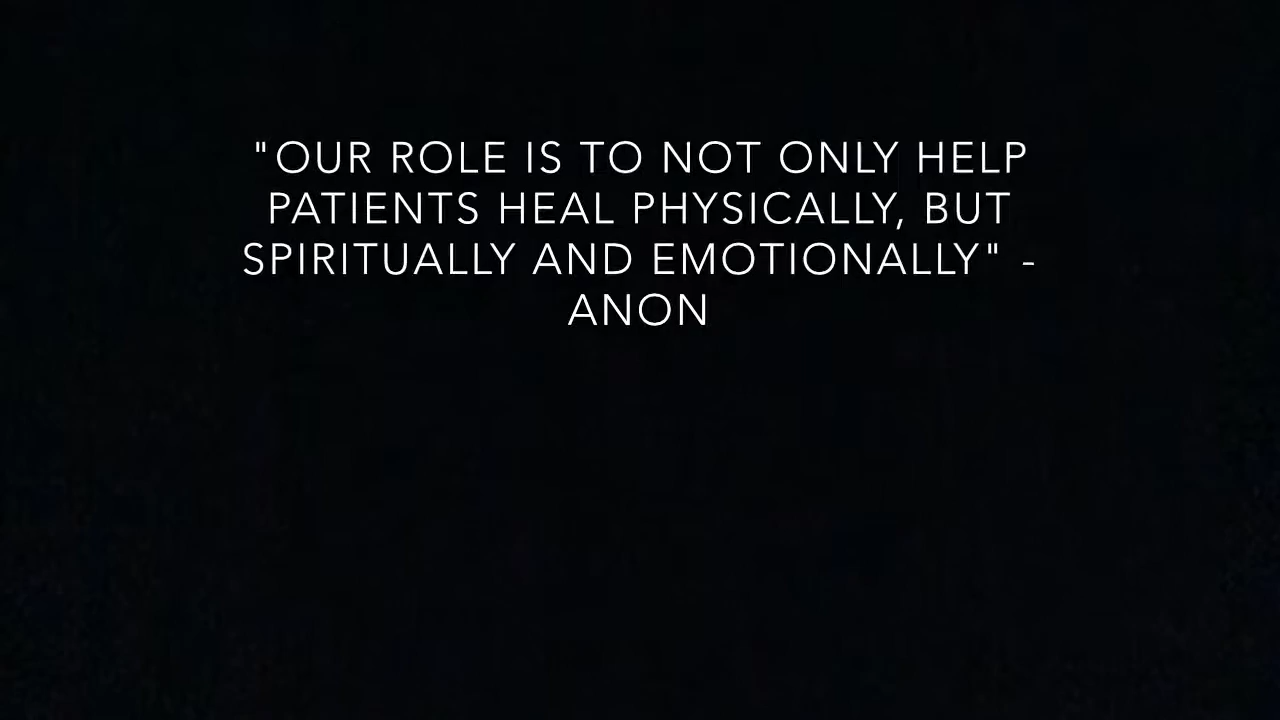 "OUR ROLE IS TO NOT ONLY HELP
PATIENTS HEAL PHYSICALLY, BUT
SPIRITUALLY AND EMOTIONALLY" -
ANON